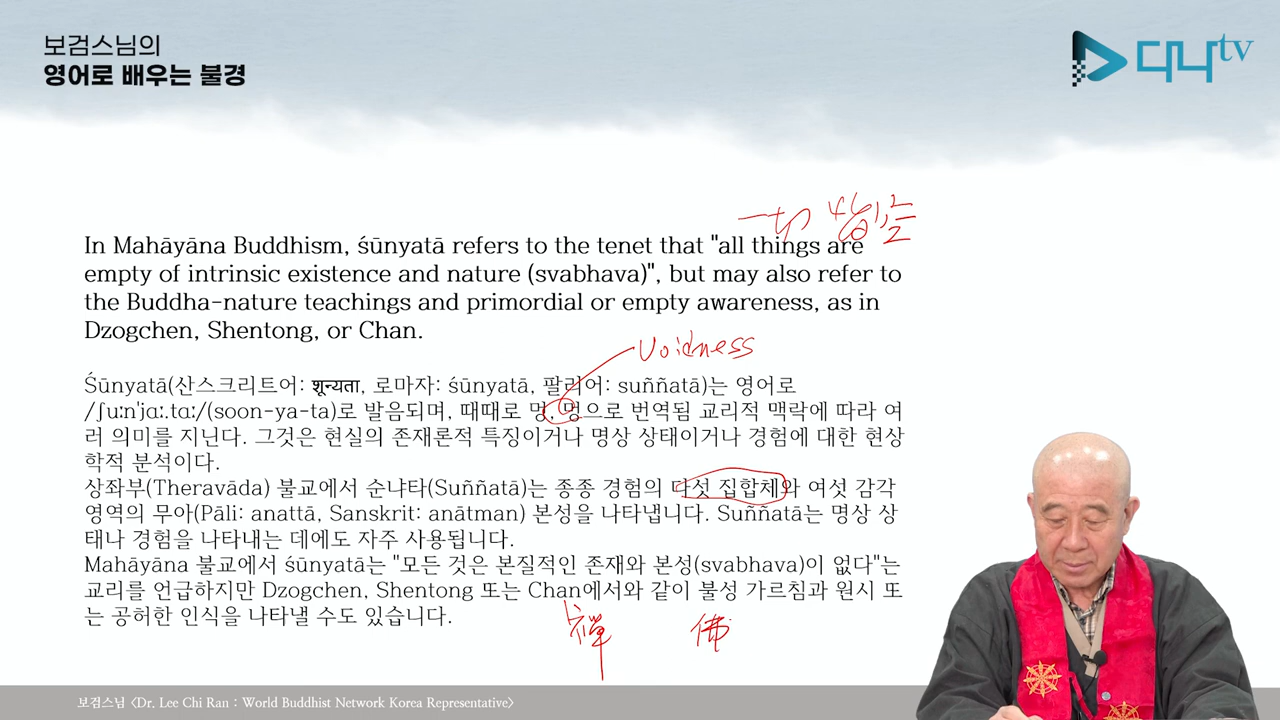 보검스님의
영어로 배우는 불경
다나tv
一切 皆空
In Mahāyāna Buddhism, śūnyatā refers to the tenet that "all things are
empty of intrinsic existence and nature (svabhava)", but may also refer to
the Buddha-nature teachings and primordial or empty awareness, as in
Dzogchen, Shentong, or Chan.
Voidness
Śūnyatā(산스크리트어: शून्यता, 로마자: śūnyatā, 팔리어: suññatā)는 영어로
/ʃuːnˈjɑː.tɑː/(soon-ya-ta)로 발음되며, 때때로 멍, 멍으로 번역됨 교리적 맥락에 따라 여
러 의미를 지닌다. 그것은 현실의 존재론적 특징이거나 명상 상태이거나 경험에 대한 현상
학적 분석이다.
상좌부(Theravāda) 불교에서 순냐타(Suññatā)는 종종 경험의 다섯 집합체와 여섯 감각
영역의 무아(Pāli: anattā, Sanskrit: anātman) 본성을 나타냅니다. Suññatā는 명상 상
태나 경험을 나타내는 데에도 자주 사용됩니다.
Mahāyāna 불교에서 śūnyatā는 "모든 것은 본질적인 존재와 본성(svabhava)이 없다"는
교리를 언급하지만 Dzogchen, Shentong 또는 Chan에서와 같이 불성 가르침과 원시 또
는 공허한 인식을 나타낼 수도 있습니다.
禪 佛
보검스님 <Dr. Lee Chi Ran : World Buddhist Network Korea Representative>